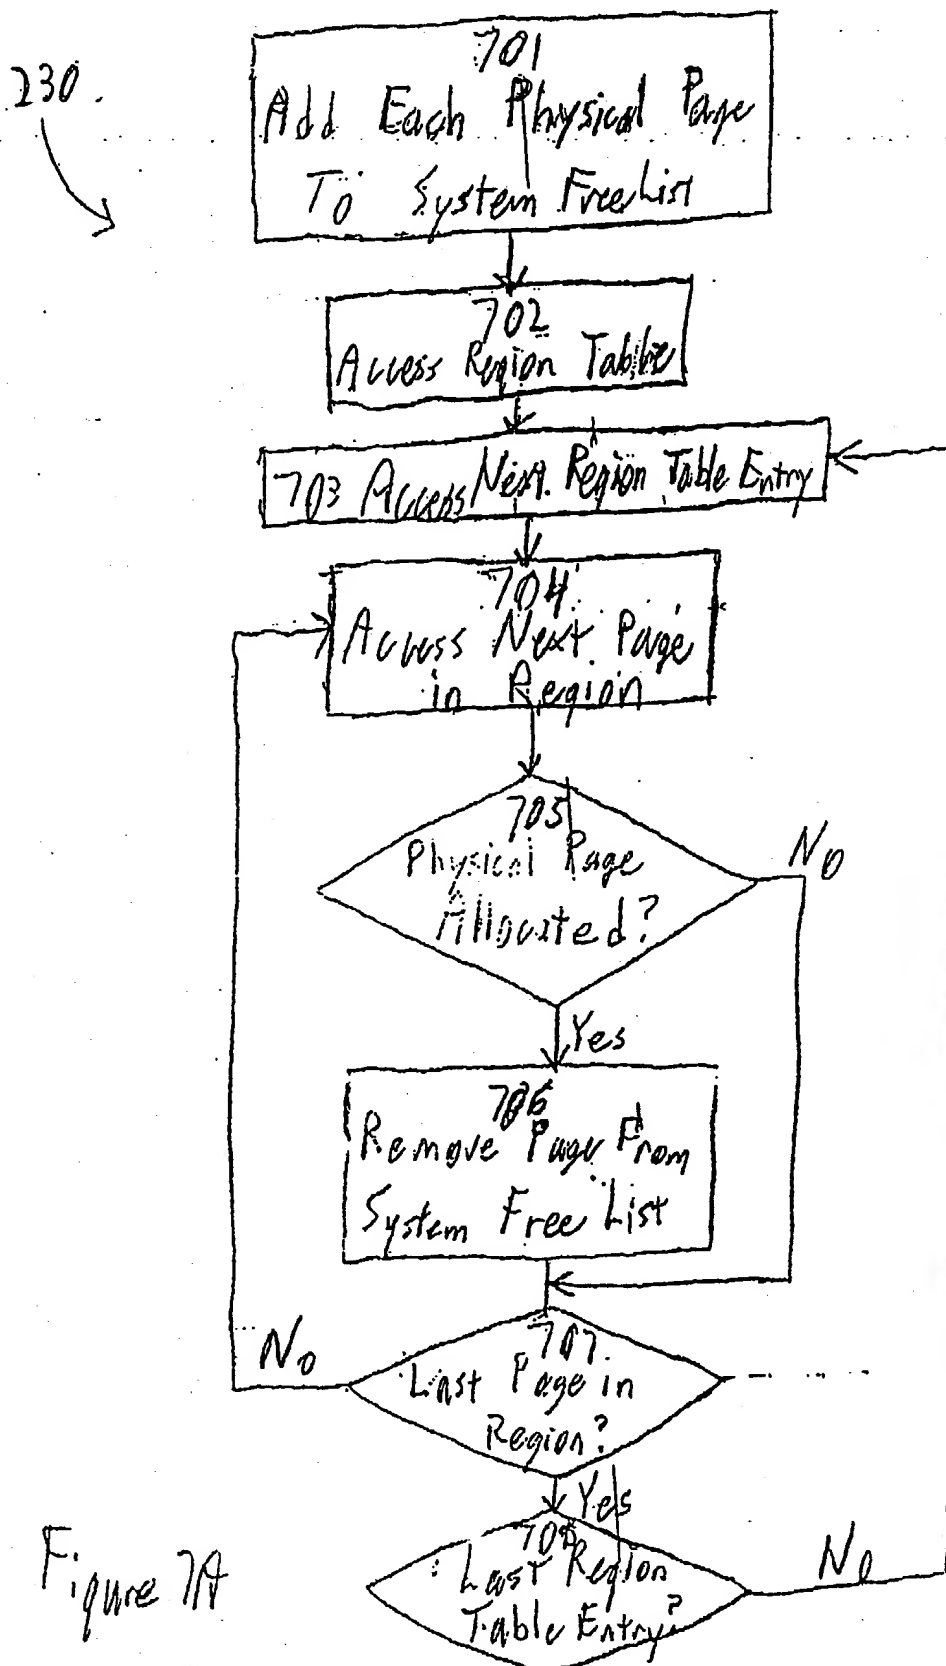 230
701
Add Each Physical Page
To System Free List
702
Access Region Table
703 Access Next Region Table Entry
704
Access Next Page
in Region
705
Physical Page
Allocated?
No
Yes
706
Remove Page From
System Free List
707
Last Page in
Region?
No
Yes
Last Region
Table Entry?
No
Figure 7A